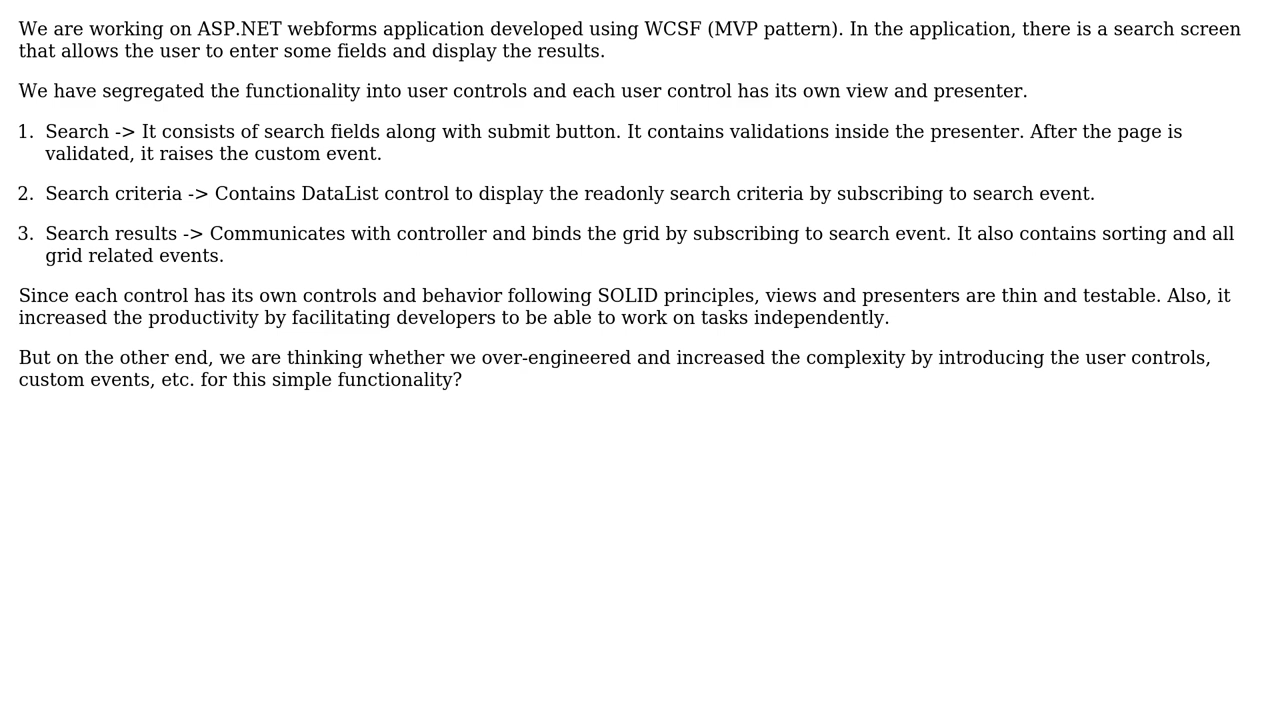 We are working on ASP.NET webforms application developed using WCSF (MVP pattern). In the application, there is a search screen
that allows the user to enter some fields and display the results.
We have segregated the functionality into user controls and each user control has its own view and presenter.
1. Search -> It consists of search fields along with submit button. It contains validations inside the presenter. After the page is
validated, it raises the custom event.
2. Search criteria -> Contains DataList control to display the readonly search criteria by subscribing to search event.
3. Search results -> Communicates with controller and binds the grid by subscribing to search event. It also contains sorting and all
grid related events.
Since each control has its own controls and behavior following SOLID principles, views and presenters are thin and testable. Also, it
increased the productivity by facilitating developers to be able to work on tasks independently.
But on the other end, we are thinking whether we over-engineered and increased the complexity by introducing the user controls,
custom events, etc. for this simple functionality?